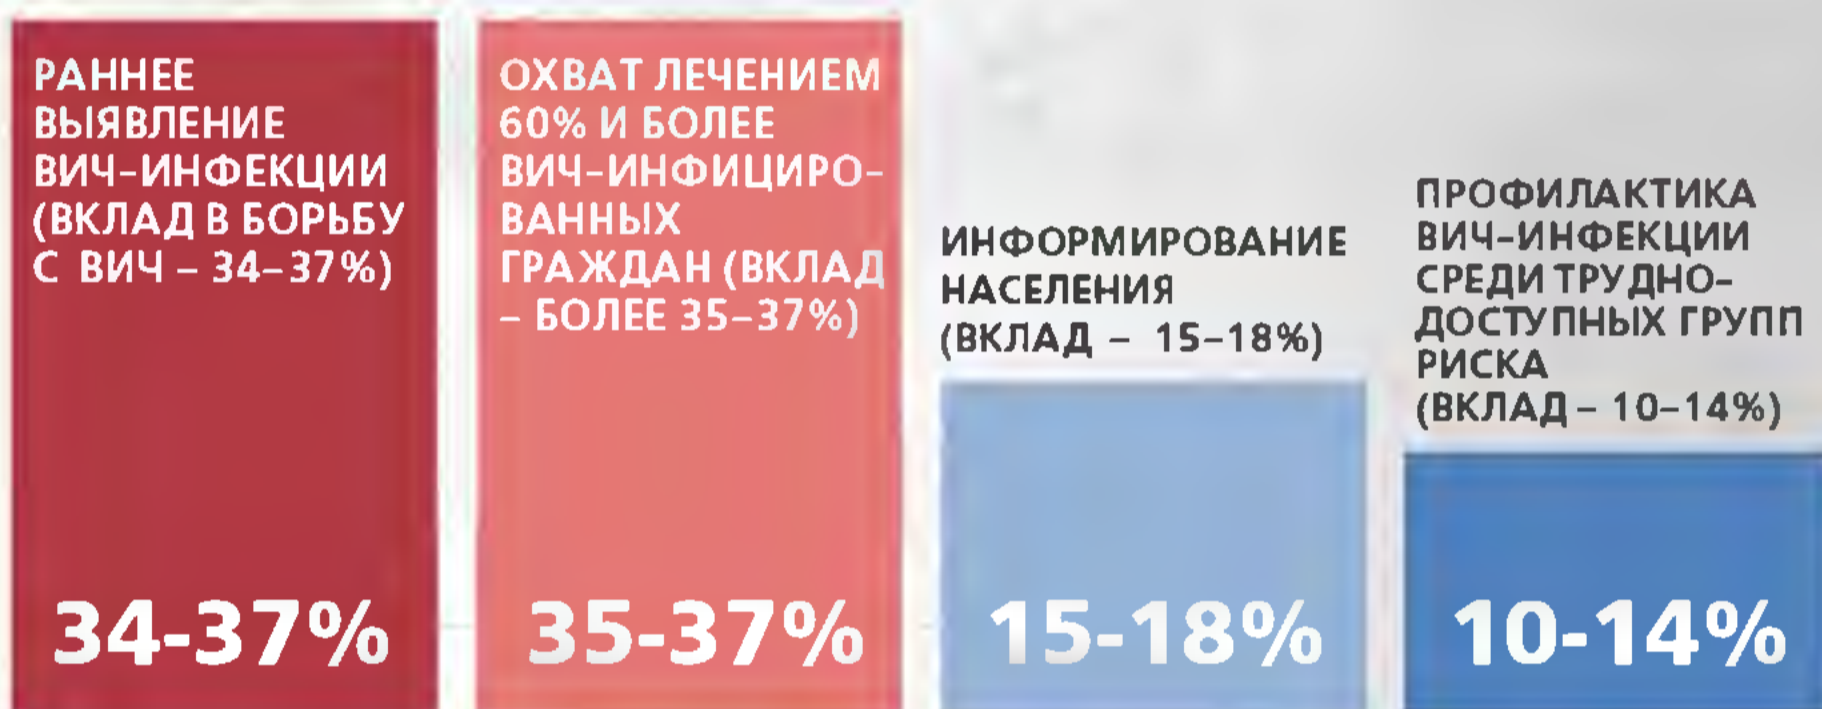 РАННЕЕ
ВЫЯВЛЕНИЕ
ВИЧ-ИНФЕКЦИИ
(ВКЛАД В БОРЬБУ
С ВИЧ – 34–37%)
34-37%
ОХВАТ ЛЕЧЕНИЕМ
60% И БОЛЕЕ
ВИЧ-ИНФИЦИРО-
ВАННЫХ
ГРАЖДАН (ВКЛАД
– БОЛЕЕ 35–37%)
35-37%
ИНФОРМИРОВАНИЕ
НАСЕЛЕНИЯ
(ВКЛАД – 15–18%)
15-18%
ПРОФИЛАКТИКА
ВИЧ-ИНФЕКЦИИ
СРЕДИ ТРУДНО-
ДОСТУПНЫХ ГРУПП
РИСКА
(ВКЛАД – 10–14%)
10-14%